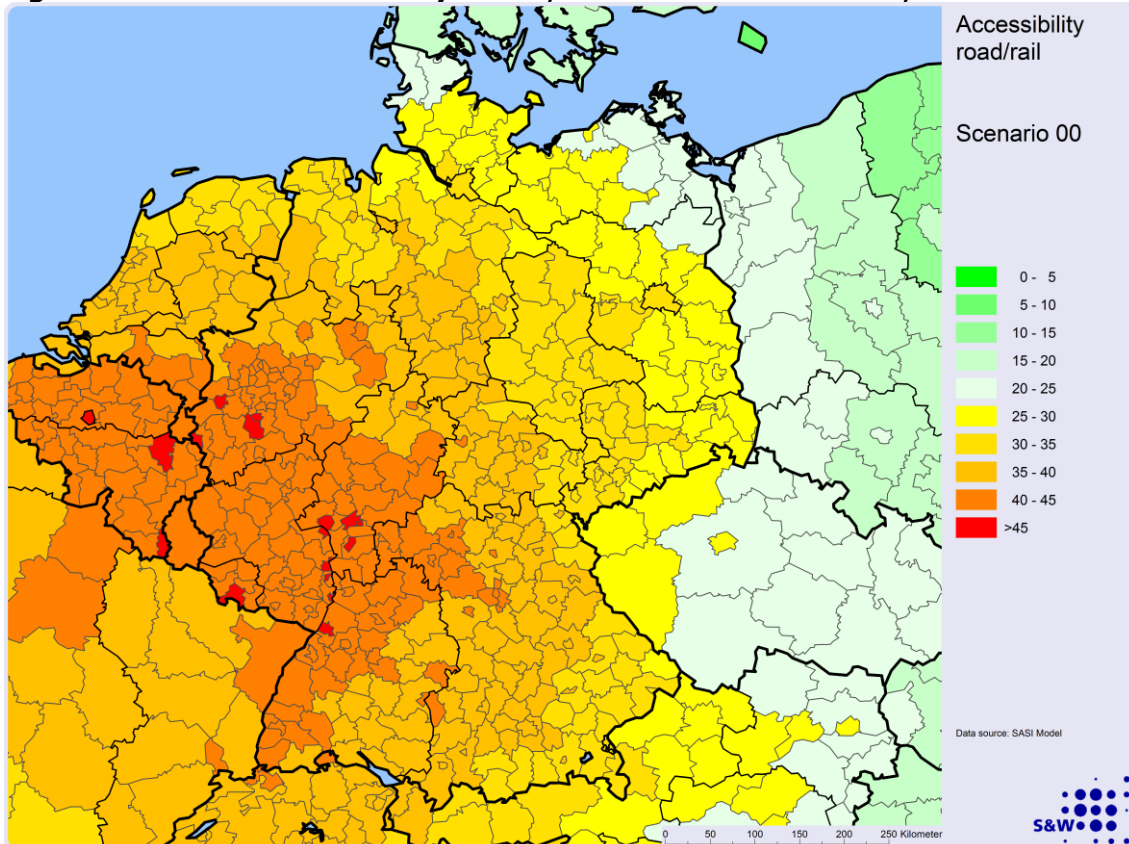 Accessibility
road/rail
Scenario 00
0 - 5
5 - 10
10 - 15
15 - 20
20 - 25
25 - 30
30 - 35
35 - 40
40 - 45
>45
Data source: SASI Model
S&W
0 50 100 150 200 250 Kilometer